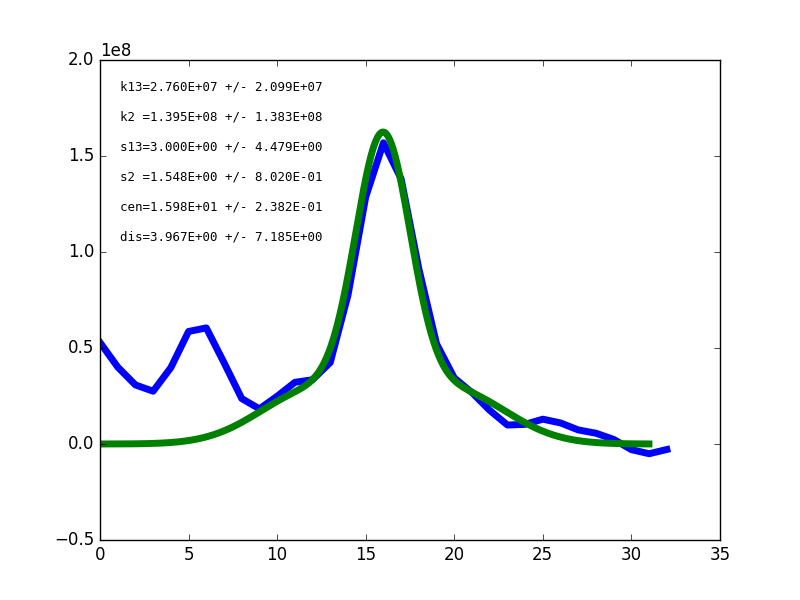 1e8
2.0
1.5
1.0
0.5
0.0
−0.5
k13=2.760E+07 +/- 2.099E+07
k2 =1.395E+08 +/- 1.383E+08
s13=3.000E+00 +/- 4.479E+00
s2 =1.548E+00 +/- 8.020E-01
cen=1.598E+01 +/- 2.382E-01
dis=3.967E+00 +/- 7.185E+00
0 5 10 15 20 25 30 35